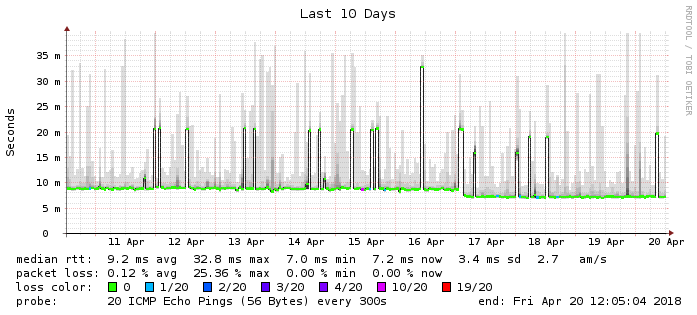 Last 10 Days
RRDTOOL / TOBI OETIKER
Seconds
35 m
30 m
25 m
20 m
15 m
10 m
5 m
0
11 Apr 12 Apr 13 Apr 14 Apr 15 Apr 16 Apr 17 Apr 18 Apr 19 Apr 20 Apr
median rtt: 9.2 ms avg 32.8 ms max 7.0 ms min 7.2 ms now 3.4 ms sd 2.7 am/s
packet loss: 0.12 % avg 25.36 % max 0.00 % min 0.00 % now
loss color: 0 1/20 2/20 3/20 4/20 10/20 19/20
probe: 20 ICMP Echo Pings (56 Bytes) every 300s end: Fri Apr 20 12:05:04 2018